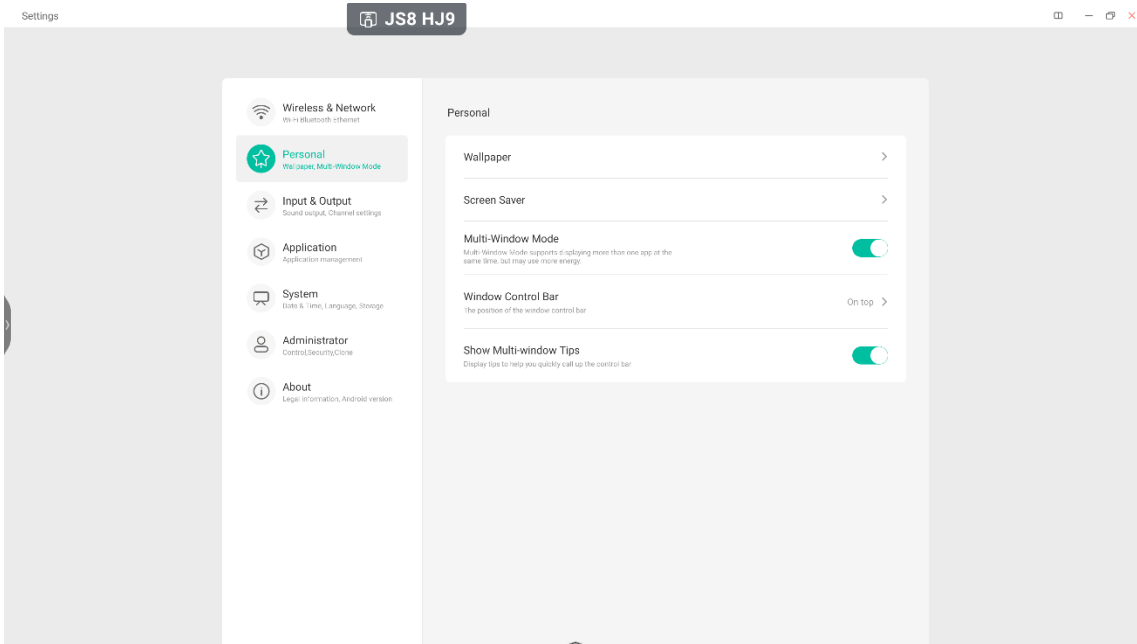 Settings
JS8 HJ9
Wireless & Network
Wi-Fi Bluetooth Ethernet
Personal
Wallpaper, Multi-Window Mode
Input & Output
Sound output, Channel settings
Application
Application management
System
Date & Time, Language, Storage
Administrator
Control,Security,Clone
About
Legal information, Android version
Personal
Wallpaper
Screen Saver
Multi-Window Mode
Multi-Window Mode supports displaying more than one app at the
same time, but may use more energy.
Window Control Bar
The position of the window control bar
On top
Show Multi-window Tips
Display tips to help you quickly call up the control bar